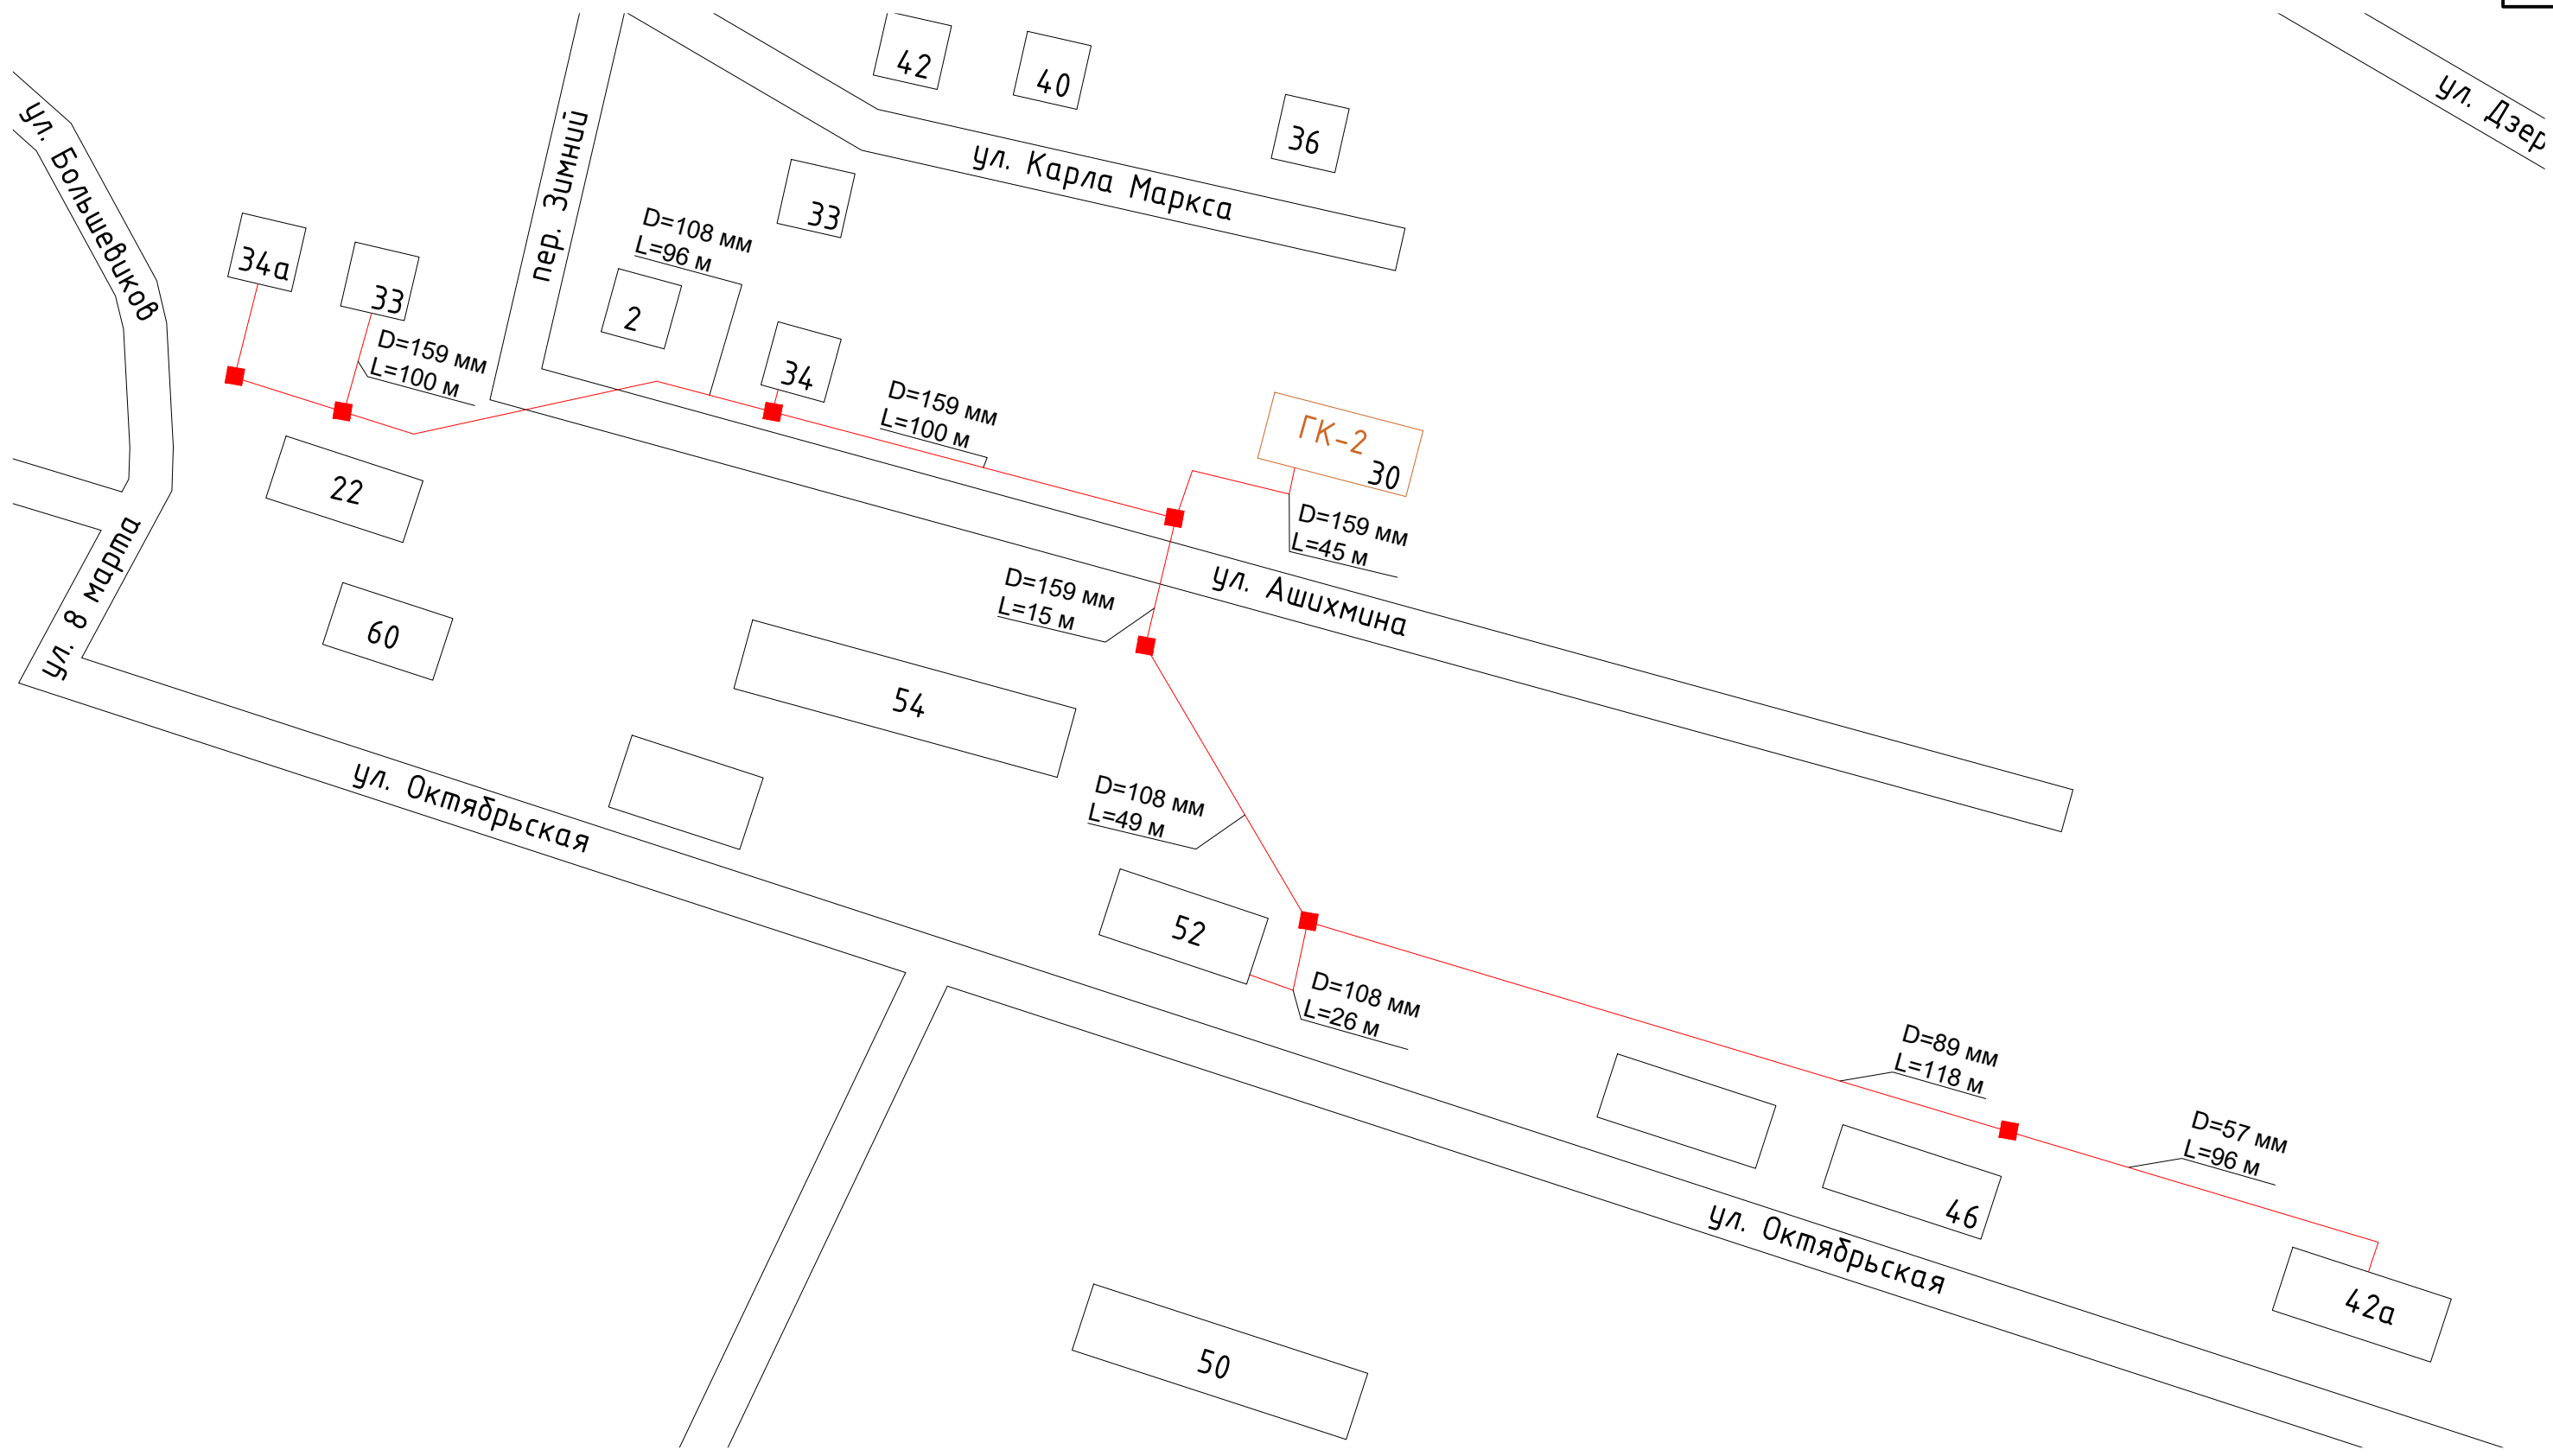 42
40
36
ул. Дзер
ул. Карла Маркса
пер. Зимний
ул. Большевиков
33
D=108 мм
L=96 м
34а
33
2
D=159 мм
L=100 м
34
D=159 мм
L=100 м
ГК-2
30
22
D=159 мм
L=45 м
ул. 8 марта
D=159 мм
L=15 м
ул. Ашихмина
60
54
ул. Октябрьская
D=108 мм
L=49 м
52
D=108 мм
L=26 м
D=89 мм
L=118 м
D=57 мм
L=96 м
46
ул. Октябрьская
42а
50